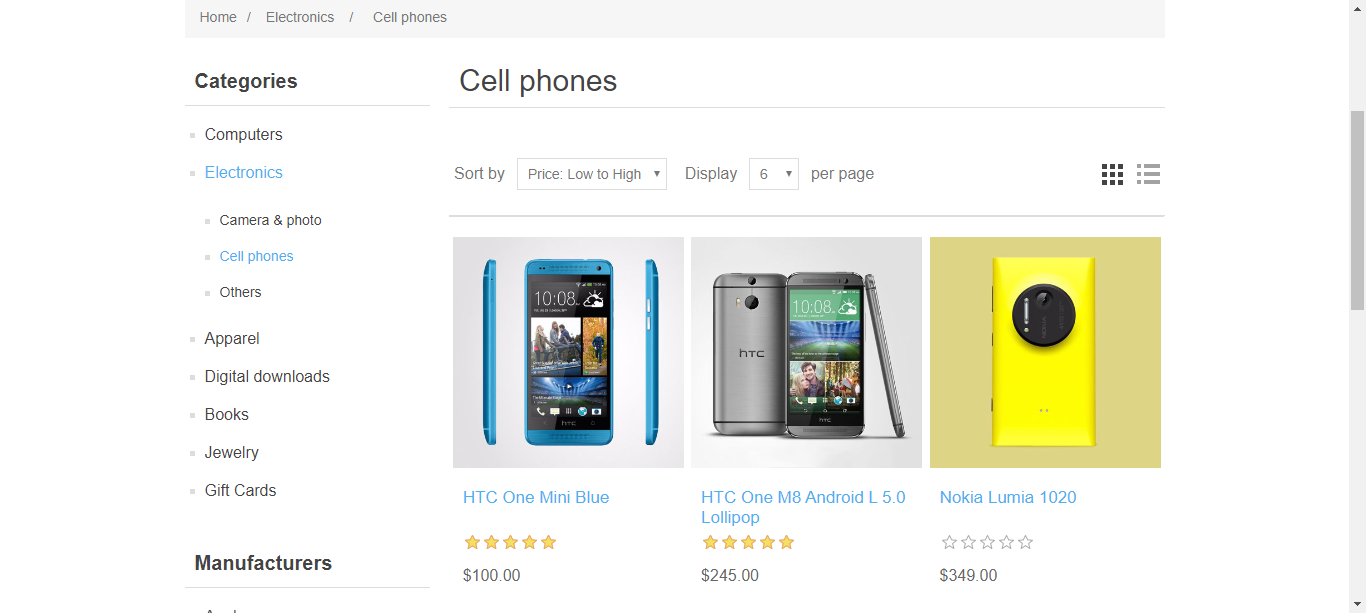 Home / Electronics / Cell phones
Categories
Computers
Electronics
Camera & photo
Cell phones
Others
Apparel
Digital downloads
Books
Jewelry
Gift Cards
Manufacturers
Cell phones
Sort by Price: Low to High Display 6 per page
10:08
hTC
10:08
hTC
hTC
NOKIA
HTC One Mini Blue
$100.00
HTC One M8 Android L 5.0
Lollipop
$245.00
Nokia Lumia 1020
$349.00